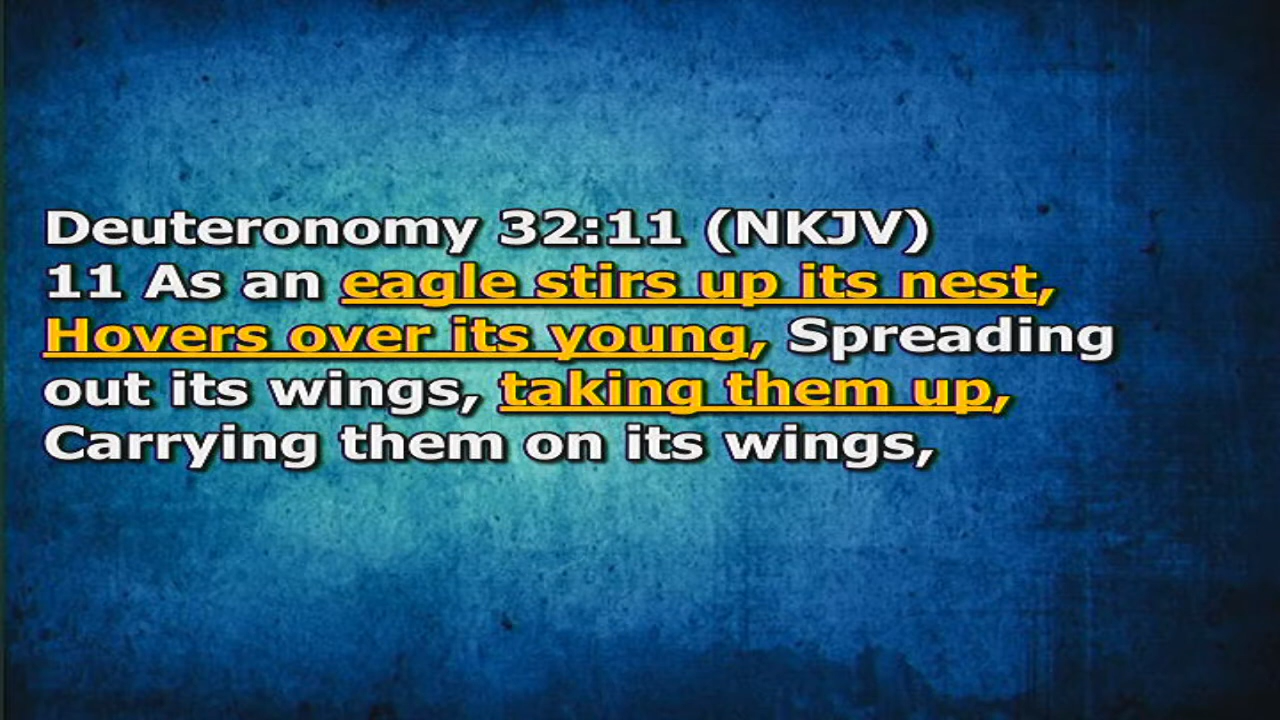 Deuteronomy 32:11 (NKJV)
11 As an eagle stirs up its nest,
Hovers over its young, Spreading
out its wings, taking them up,
Carrying them on its wings,